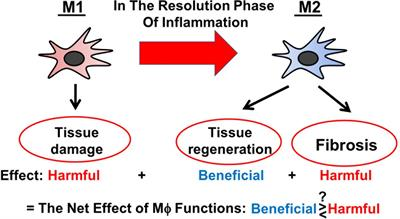 M1
In The Resolution Phase
Of Inflammation
M2
Tissue
damage
Tissue
regeneration
Fibrosis
Effect: Harmful + Beneficial + Harmful
?
= The Net Effect of Mϕ Functions: Beneficial ≷ Harmful